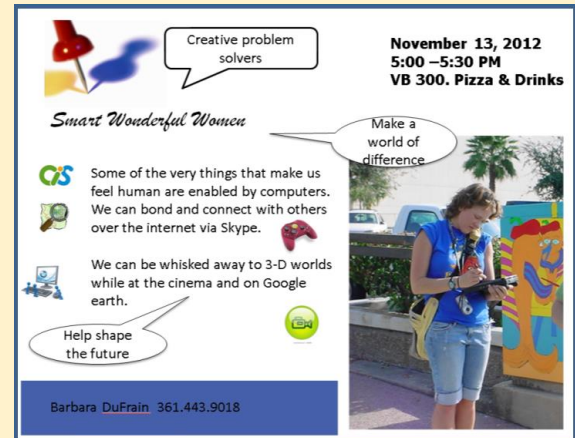 Creative problem
solvers
November 13, 2012
5:00 –5:30 PM
VB 300. Pizza & Drinks
Smart Wonderful Women
Make a
world of
difference
CIS
Some of the very things that make us
feel human are enabled by computers.
We can bond and connect with others
over the internet via Skype.
We can be whisked away to 3-D worlds
while at the cinema and on Google
earth.
Help shape
the future
Barbara DuFrain 361.443.9018